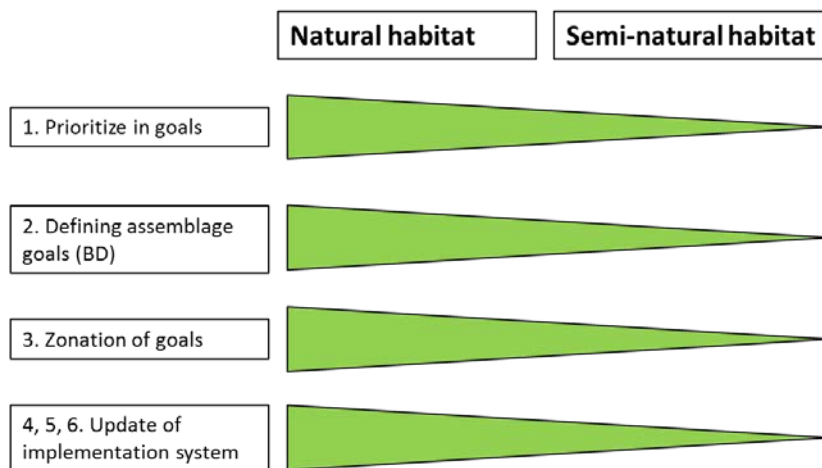 Natural habitat
Semi-natural habitat
1. Prioritize in goals
2. Defining assemblage
goals (BD)
3. Zonation of goals
4, 5, 6. Update of
implementation system